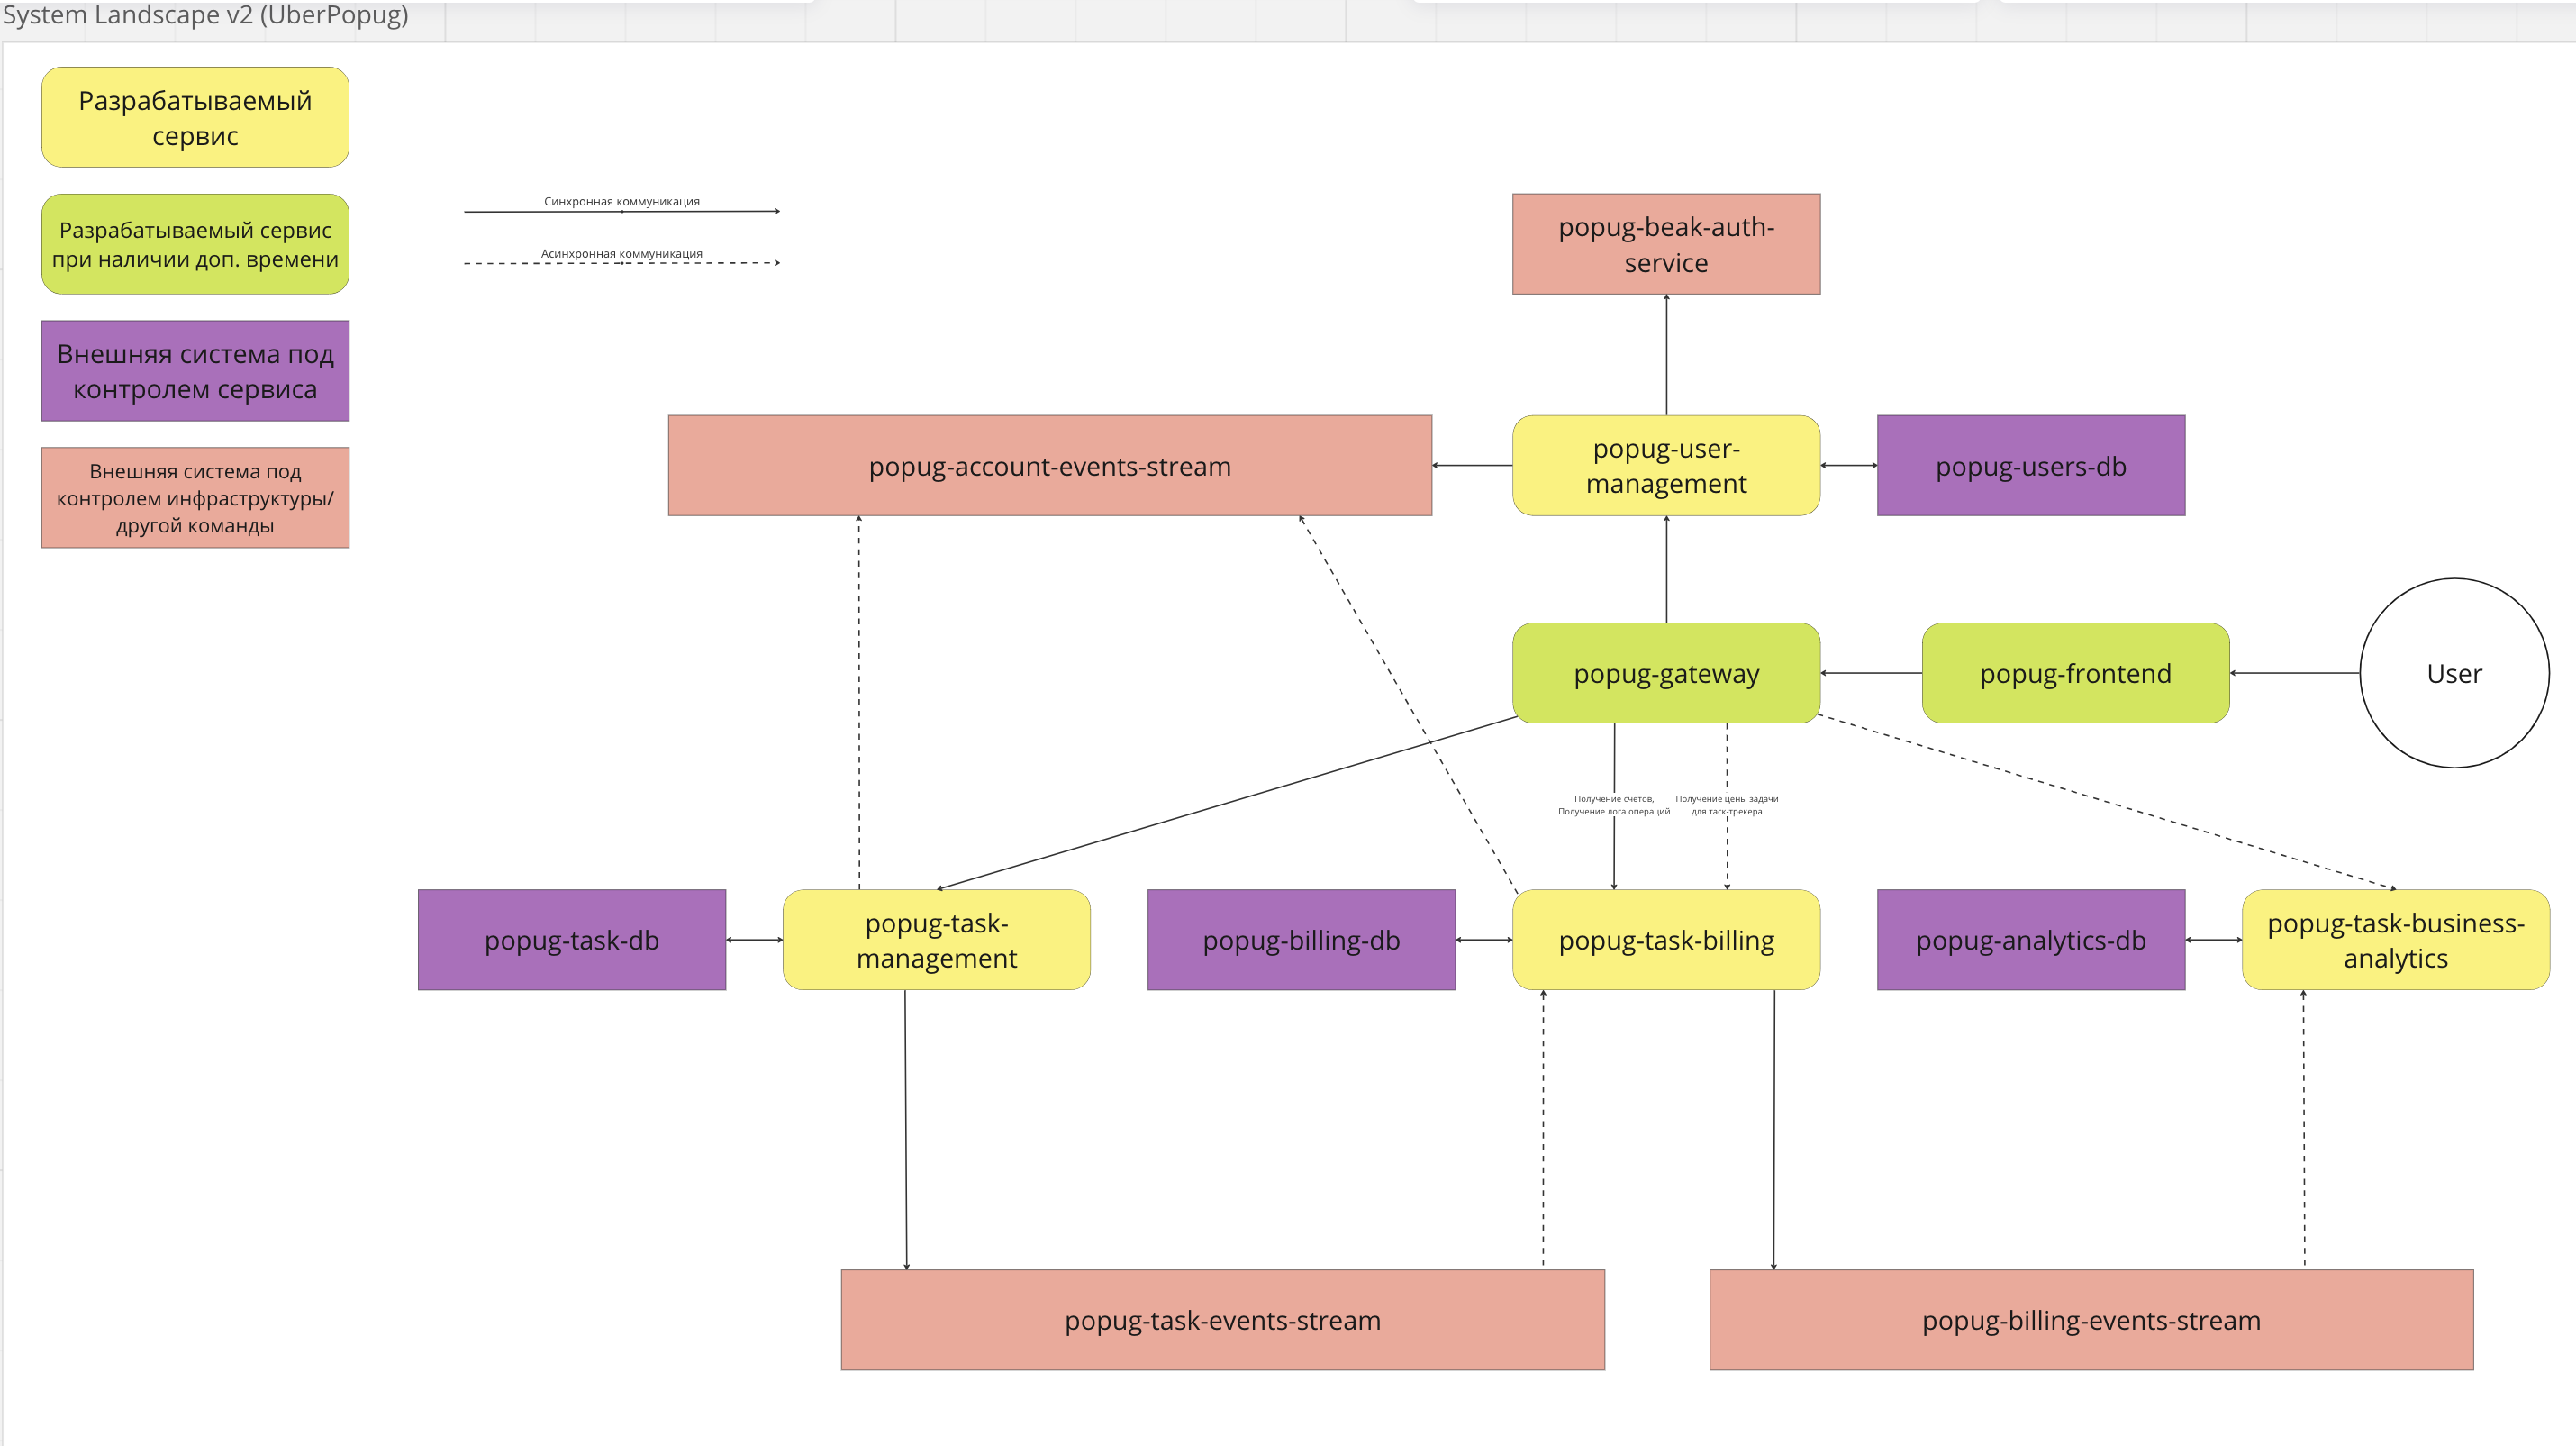 System Landscape v2 (UberPopug)
Разрабатываемый
сервис
Разрабатываемый сервис
при наличии доп. времени
Внешняя система под
контролем сервиса
Внешняя система под
контролем инфраструктуры/
другой команды
Синхронная коммуникация
Асинхронная коммуникация
popug-beak-auth-
service
popug-account-events-stream
popug-user-
management
popug-users-db
popug-gateway
popug-frontend
User
Получение счетов,
Получение лога операций
Получение цены задачи
для таск-трекера
popug-task-db
popug-task-
management
popug-billing-db
popug-task-billing
popug-analytics-db
popug-task-business-
analytics
popug-task-events-stream
popug-billing-events-stream